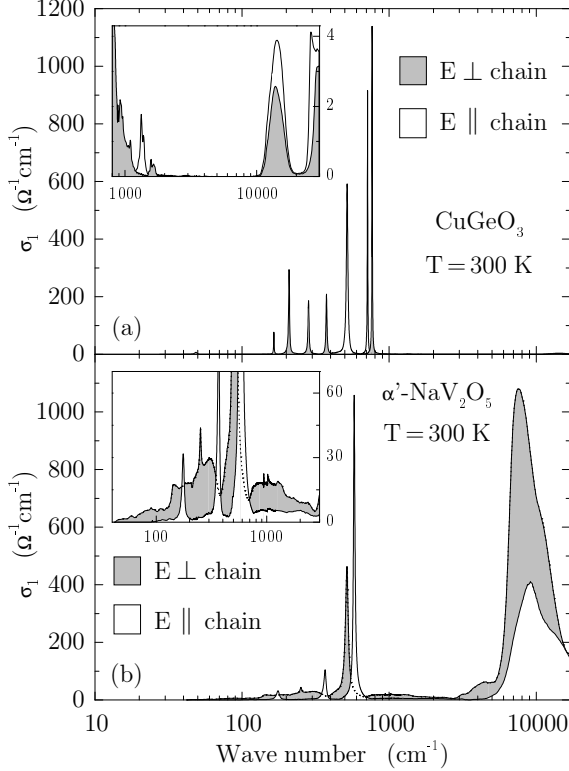 1200
1000
800
600
400
200
0
σ₁ (Ω⁻¹cm⁻¹)
4
2
0
1000
10000
E ⊥ chain
E || chain
CuGeO₃
T = 300 K
(a)
1000
800
600
400
200
0
σ₁ (Ω⁻¹cm⁻¹)
60
30
0
100
1000
α’-NaV₂O₅
T = 300 K
E ⊥ chain
E || chain
(b)
10
100
1000
10000
Wave number (cm⁻¹)